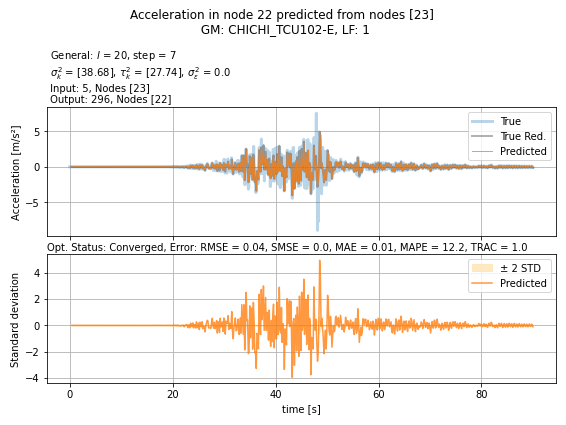 Acceleration in node 22 predicted from nodes [23]
GM: CHICHI_TCU102-E, LF: 1
General: l = 20, step = 7
σ²ₖ = [38.68], τ²ₖ = [27.74], σ²ε = 0.0
Input: 5, Nodes [23]
Output: 296, Nodes [22]
Acceleration [m/s²]
5
0
−5
True
True Red.
Predicted
Opt. Status: Converged, Error: RMSE = 0.04, SMSE = 0.0, MAE = 0.01, MAPE = 12.2, TRAC = 1.0
Standard deviation
4
2
0
−2
−4
± 2 STD
Predicted
0 20 40 60 80
time [s]